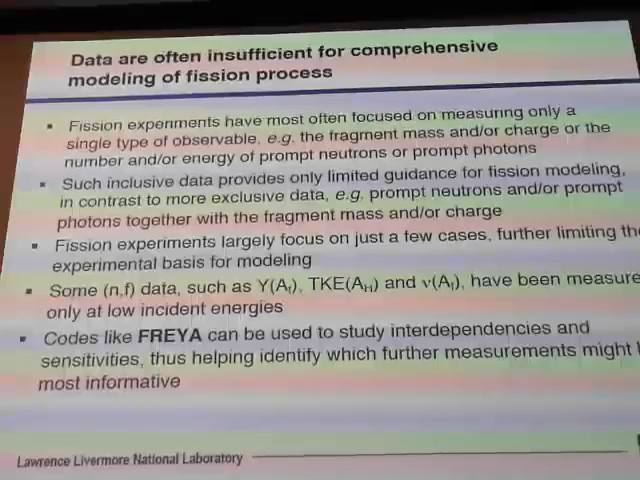 Data are often insufficient for comprehensive
modeling of fission process
▪ Fission experiments have most often focused on measuring only a
single type of observable, e.g. the fragment mass and/or charge or the
number and/or energy of prompt neutrons or prompt photons
▪ Such inclusive data provides only limited guidance for fission modeling,
in contrast to more exclusive data, e.g. prompt neutrons and/or prompt
photons together with the fragment mass and/or charge
▪ Fission experiments largely focus on just a few cases, further limiting the
experimental basis for modeling
▪ Some (n,f) data, such as Y(Af), TKE(AH) and ν(Af), have been measure
only at low incident energies
▪ Codes like FREYA can be used to study interdependencies and
sensitivities, thus helping identify which further measurements might
most informative
Lawrence Livermore National Laboratory